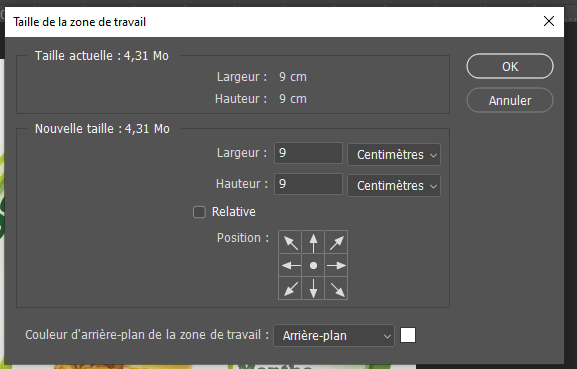 Taille de la zone de travail
Taille actuelle : 4,31 Mo
Largeur : 9 cm
Hauteur : 9 cm
OK
Annuler
Nouvelle taille : 4,31 Mo
Largeur : 9 Centimètres
Hauteur : 9 Centimètres
Relative
Position :
Couleur d'arrière-plan de la zone de travail : Arrière-plan
Menthe